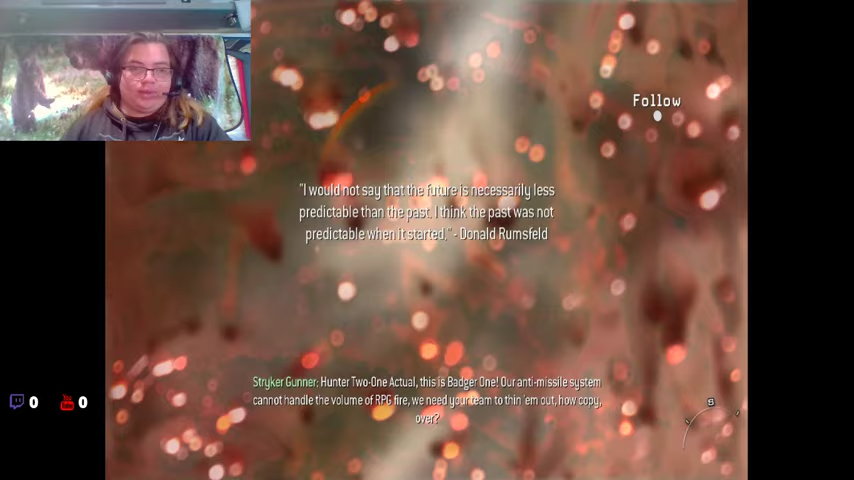 Follow
"I would not say that the future is necessarily less
predictable than the past. I think the past was not
predictable when it started." - Donald Rumsfeld
Stryker Gunner: Hunter Two-One Actual, this is Badger One! Our anti-missile system
cannot handle the volume of RPG fire, we need your team to thin 'em out, how copy,
over?
0 0
S